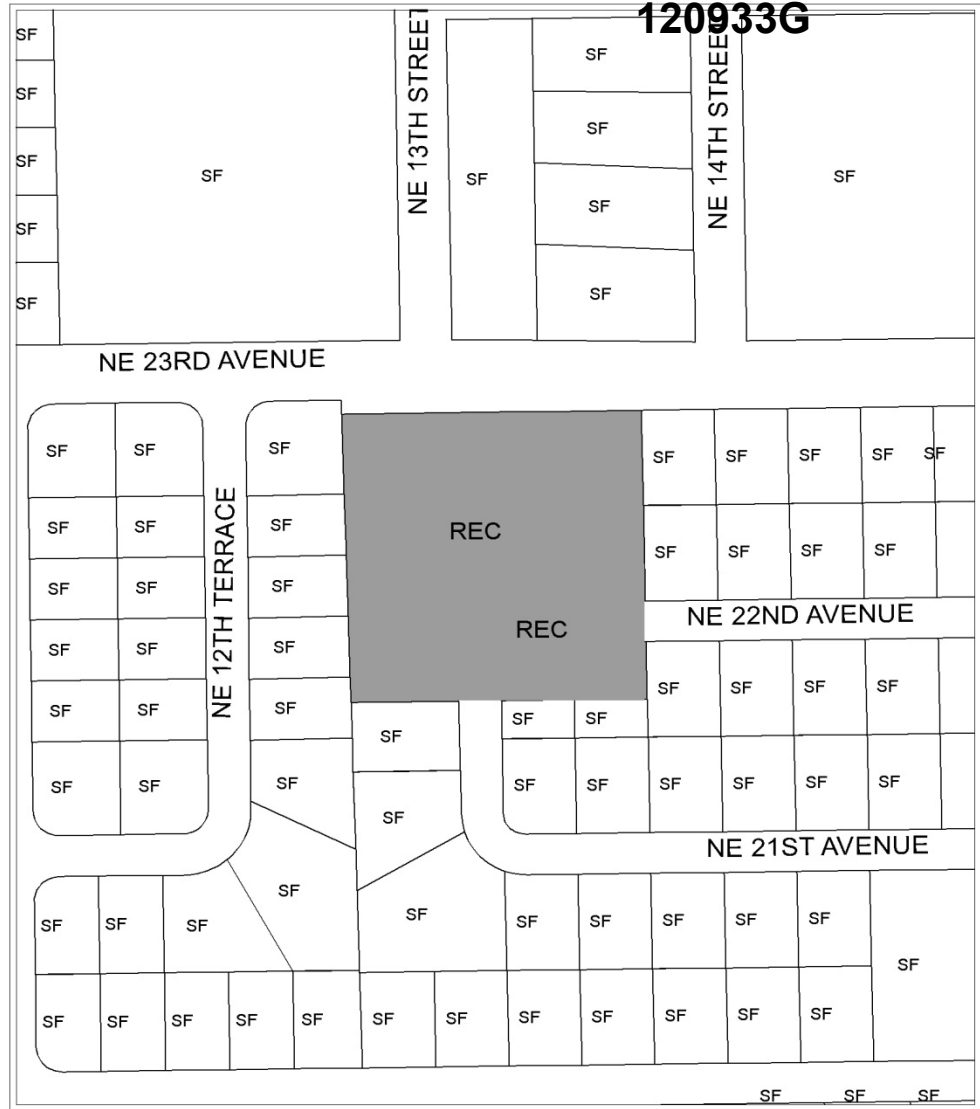 120933G
SF SF
NE 13TH STREET
NE 14TH STREET
SF
SF
SF
SF SF SF SF
SF SF
SF SF
NE 23RD AVENUE
SF SF SF SF SF SF SF SF
NE 12TH TERRACE
SF SF SF
REC
SF SF SF SF
SF SF SF
NE 22ND AVENUE
REC
SF SF SF
SF SF SF SF
SF SF SF SF SF
SF
SF SF SF SF SF SF SF SF SF
SF
NE 21ST AVENUE
SF
SF SF SF SF SF SF SF SF SF
SF
SF SF SF SF SF SF SF SF SF SF SF SF
SF SF SF